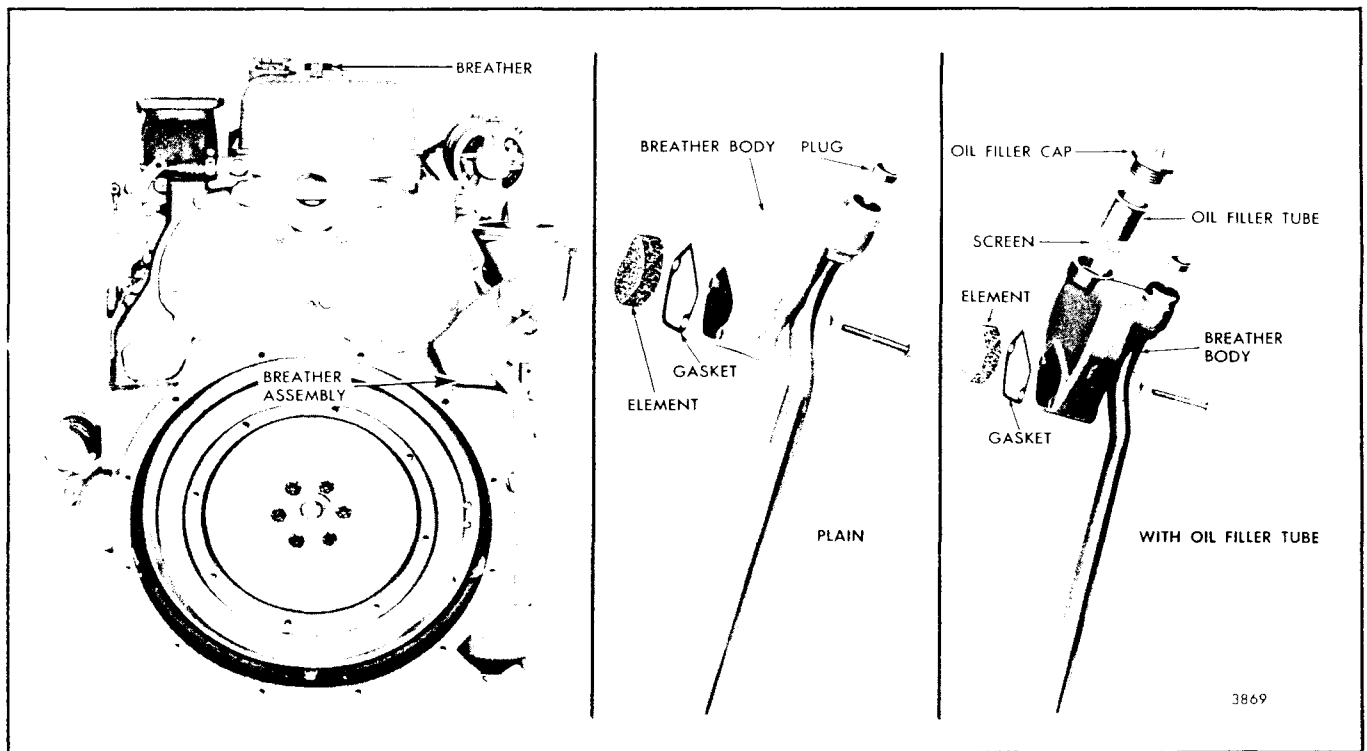 BREATHER
BREATHER
ASSEMBLY
BREATHER BODY
PLUG
GASKET
ELEMENT
PLAIN
OIL FILLER CAP
OIL FILLER TUBE
SCREEN
ELEMENT
BREATHER
BODY
GASKET
WITH OIL FILLER TUBE
3869